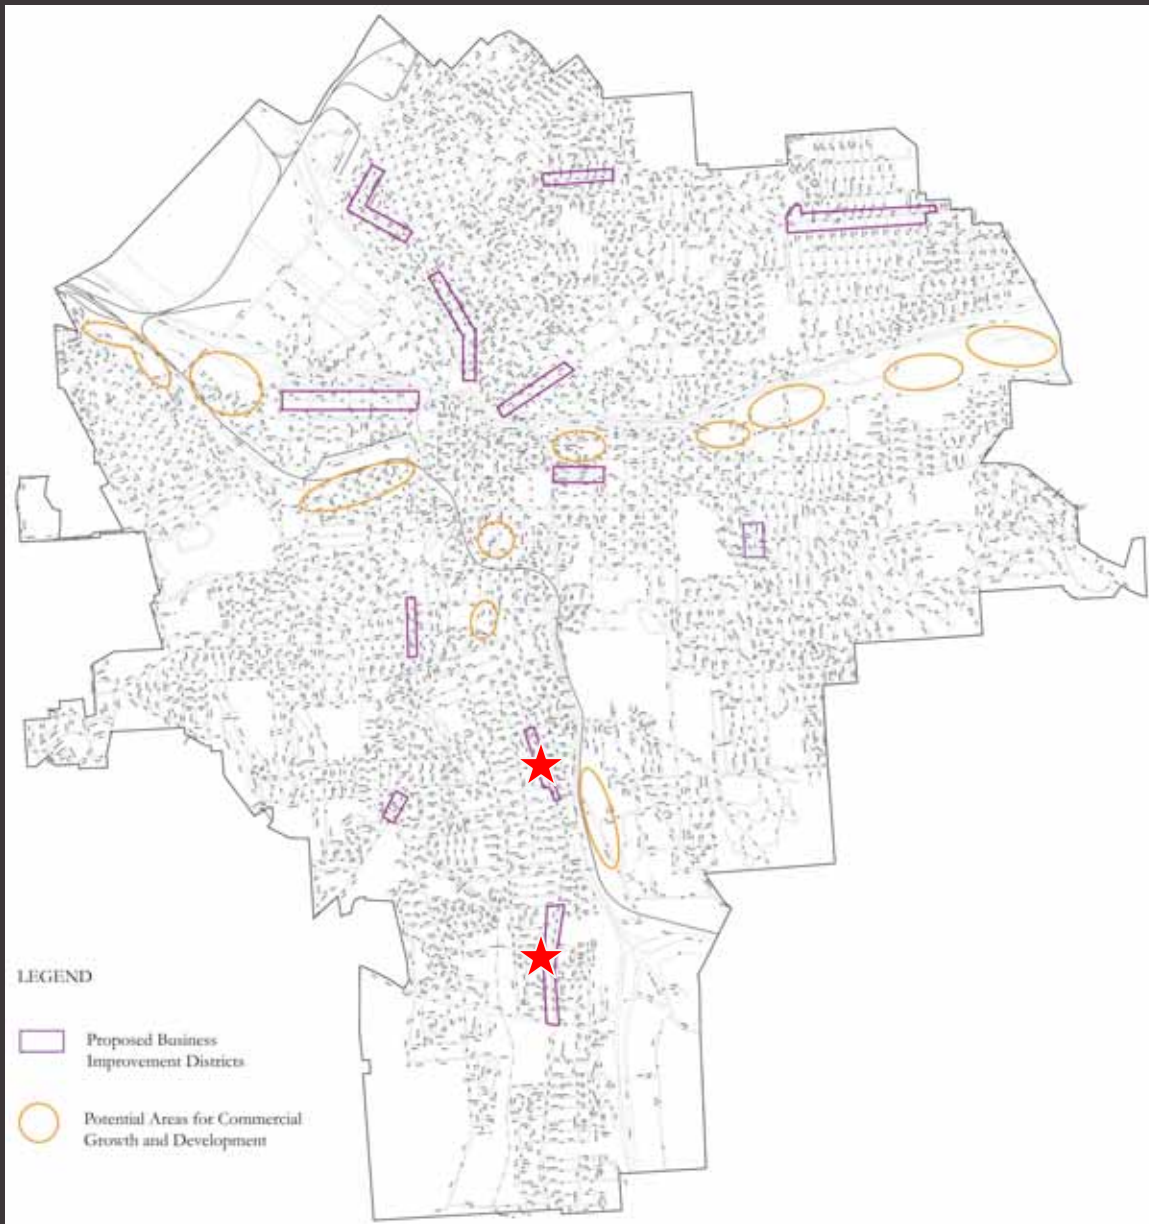 LEGEND
Proposed Business
Improvement Districts
Potential Areas for Commercial
Growth and Development